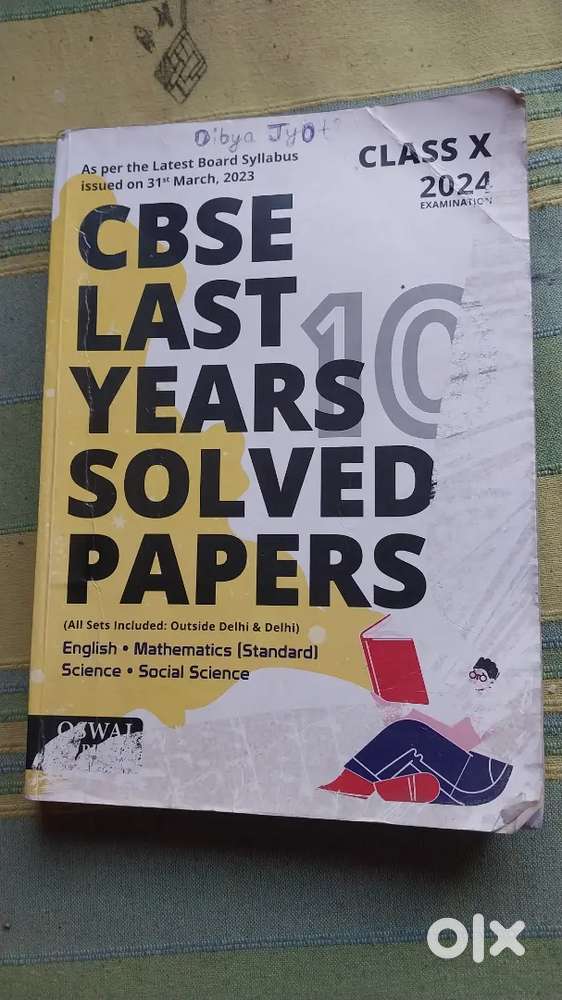 Dibya Jyoti
As per the Latest Board Syllabus
issued on 31st March, 2023
CLASS X
2024
EXAMINATION
CBSE
LAST
10
YEARS
SOLVED
PAPERS
(All Sets Included: Outside Delhi & Delhi)
English • Mathematics (Standard)
Science • Social Science
OSWAL
olx